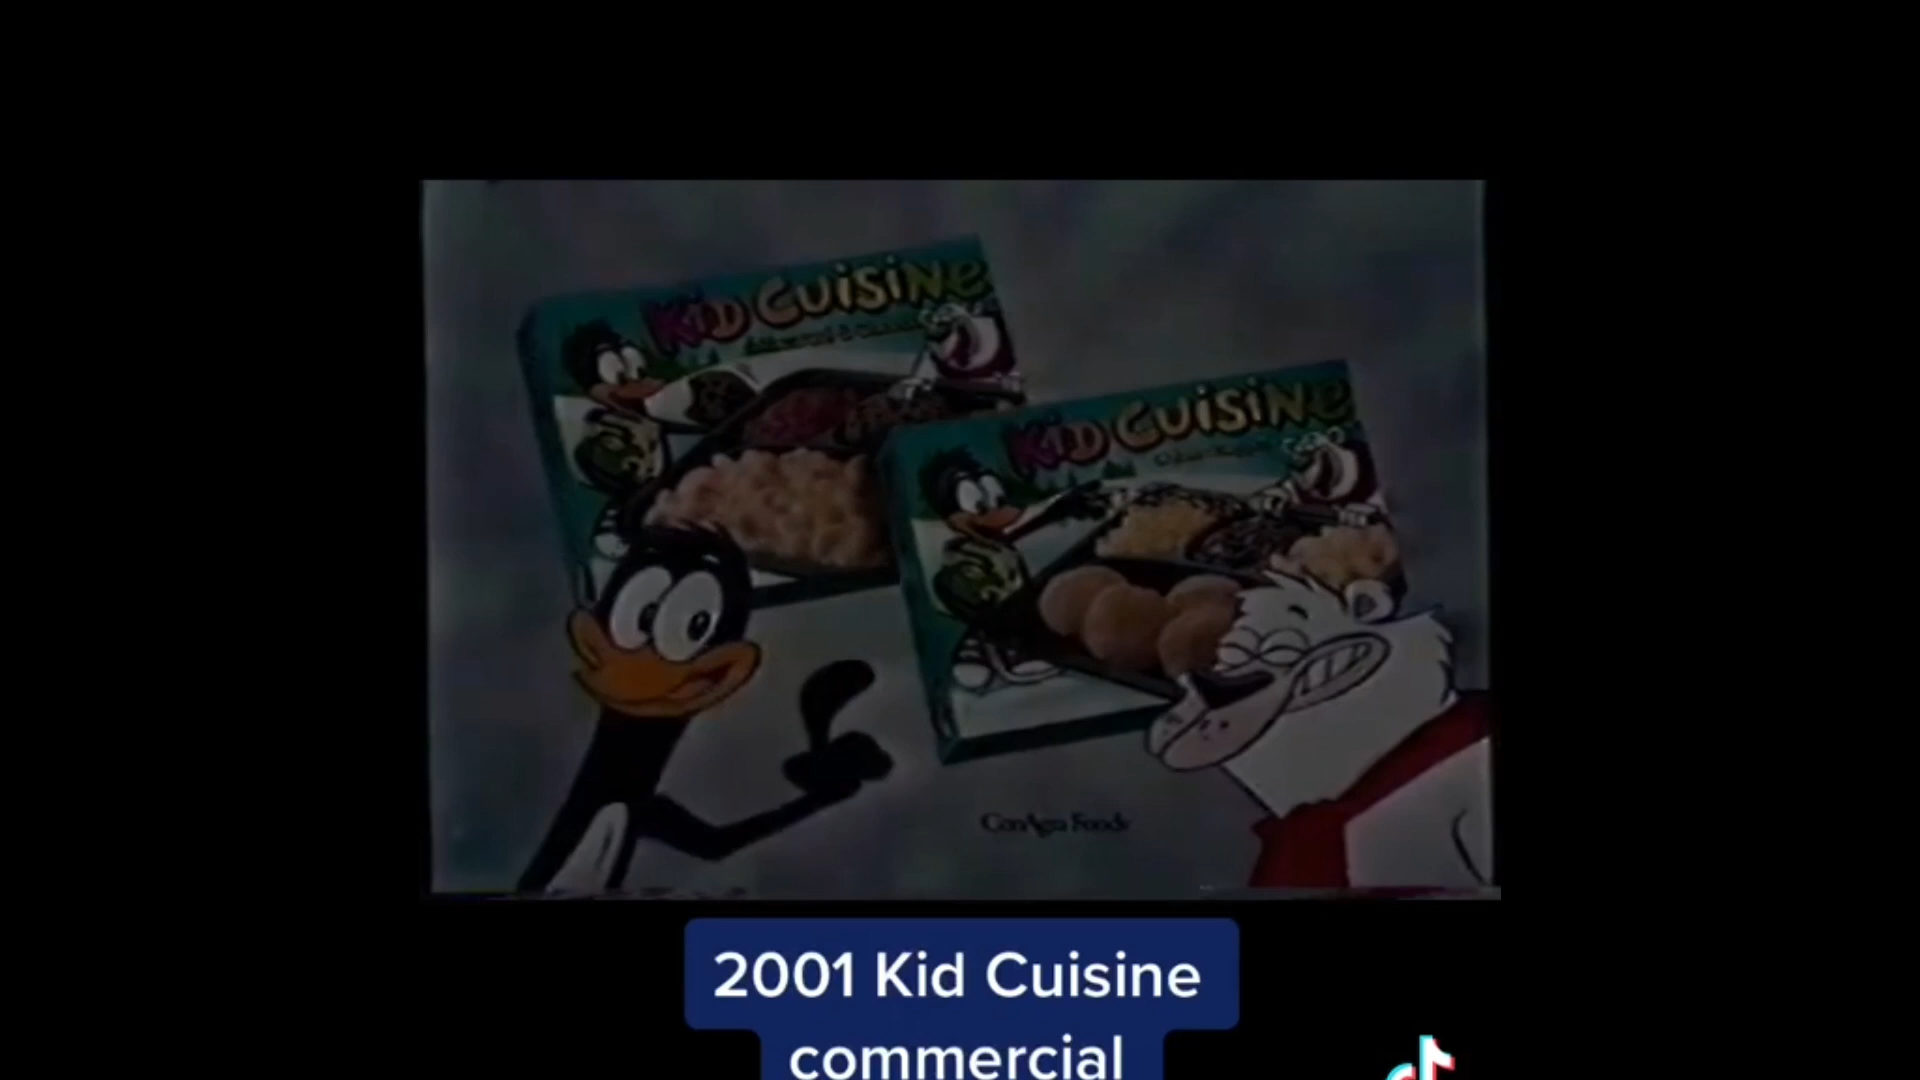 KiD CUiSiNe
KiD CUiSiNe
ConAgra Foods
2001 Kid Cuisine
commercial